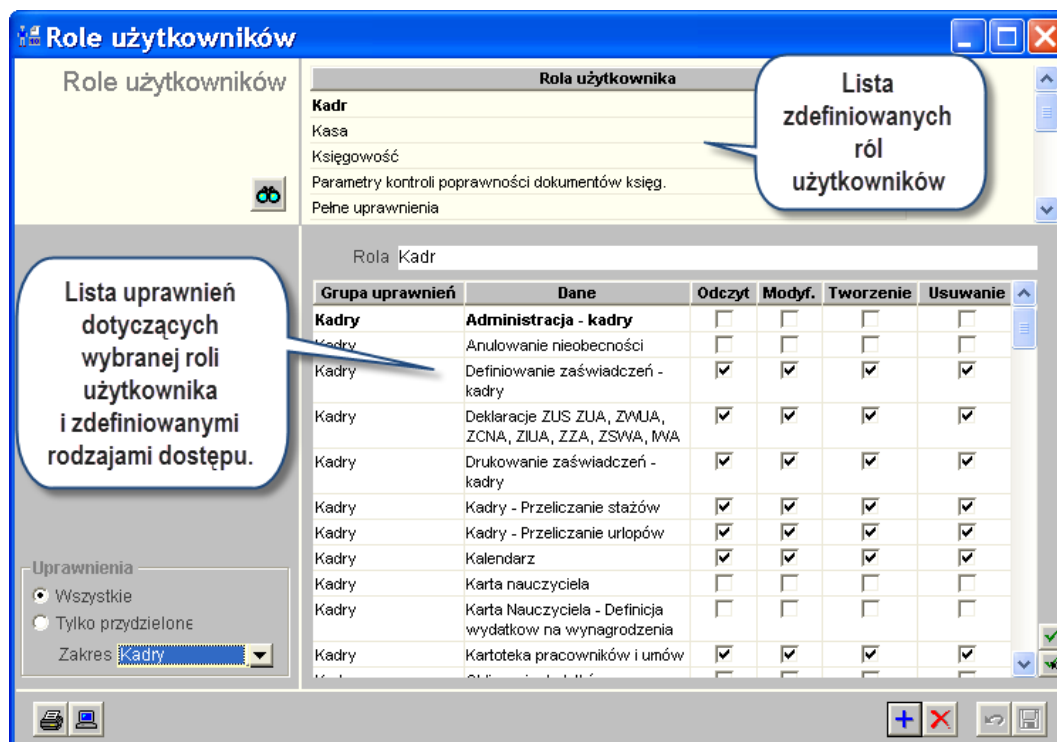 Role użytkowników
Role użytkowników
Rola użytkownika
Kadr
Kasa
Księgowość
Parametry kontroli poprawności dokumentów księg.
Pełne uprawnienia
Lista
zdefiniowanych
ról
użytkowników
Rola Kadr
Lista uprawnień
dotyczących
wybranej roli
użytkownika
i zdefiniowanymi
rodzajami dostępu.
Grupa uprawnień Dane Odczyt Modyf. Tworzenie Usuwanie
Kadry Administracja - kadry
Kadry Anulowanie nieobecności
Kadry Definiowanie zaświadczeń -
kadry
Kadry Deklaracje ZUS ZUA, ZWUA,
ZCNA, ZIUA, ZZA, ZSWA, IWA
Kadry Drukowanie zaświadczeń -
kadry
Kadry Kadry - Przeliczanie stażów
Kadry Kadry - Przeliczanie urlopów
Kadry Kalendarz
Kadry Karta nauczyciela
Kadry Karta Nauczyciela - Definicja
wydatkow na wynagrodzenia
Kadry Kartoteka pracowników i umów
Uprawnienia
Wszystkie
Tylko przydzielone
Zakres Kadry